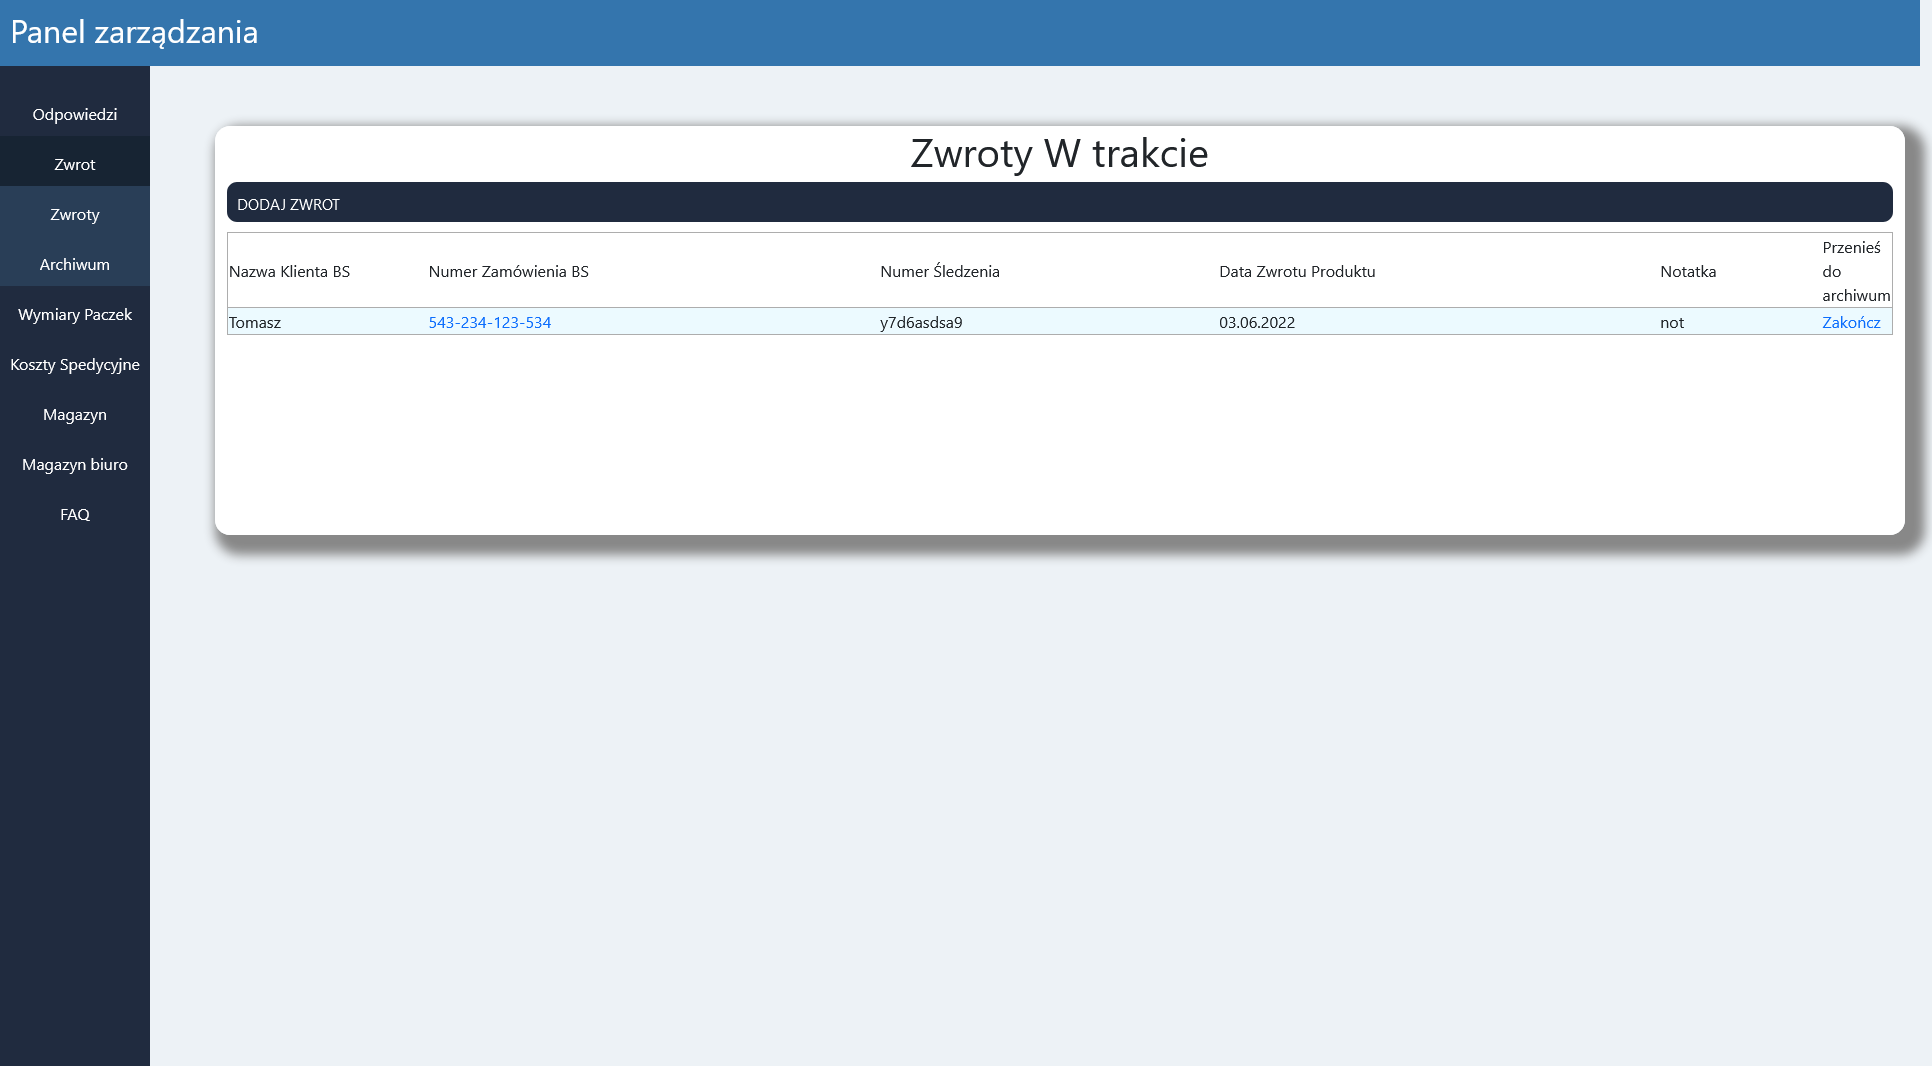 Panel zarządzania
Odpowiedzi
Zwrot
Zwroty
Archiwum
Wymiary Paczek
Koszty Spedycyjne
Magazyn
Magazyn biuro
FAQ
Zwroty W trakcie
DODAJ ZWROT
Nazwa Klienta BS Numer Zamówienia BS Numer Śledzenia Data Zwrotu Produktu Notatka Przenieś
do
archiwum
Tomasz 543-234-123-534 y7d6asdsa9 03.06.2022 not Zakończ